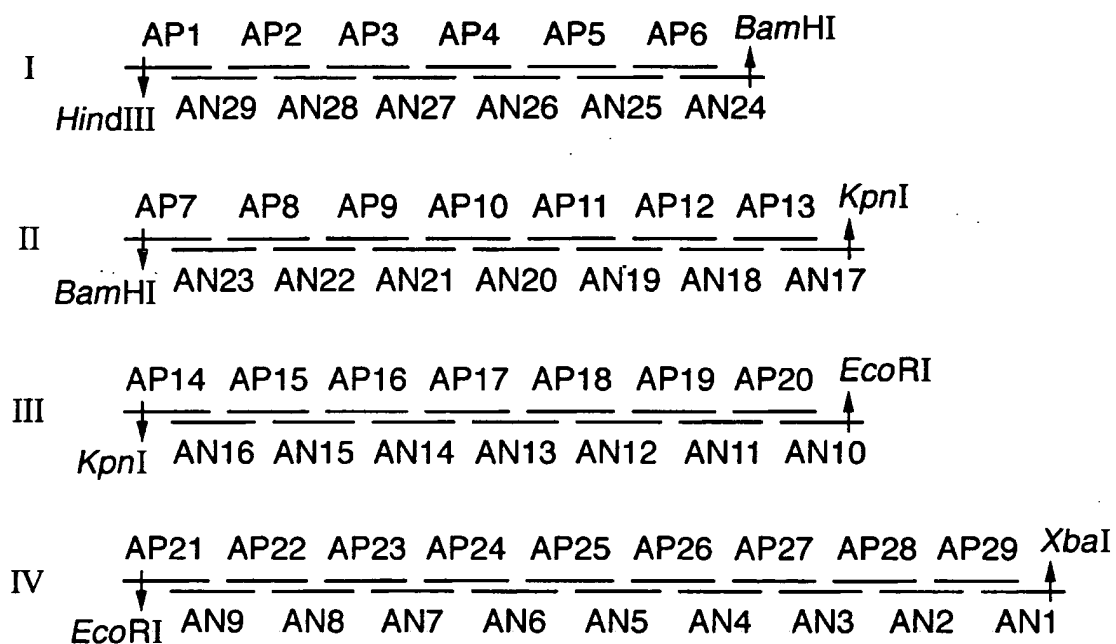 AP1 AP2 AP3 AP4 AP5 AP6 BamHI
I
HindIII AN29 AN28 AN27 AN26 AN25 AN24
AP7 AP8 AP9 AP10 AP11 AP12 AP13 KpnI
II
BamHI AN23 AN22 AN21 AN20 AN19 AN18 AN17
AP14 AP15 AP16 AP17 AP18 AP19 AP20 EcoRI
III
KpnI AN16 AN15 AN14 AN13 AN12 AN11 AN10
AP21 AP22 AP23 AP24 AP25 AP26 AP27 AP28 AP29 XbaI
IV
EcoRI AN9 AN8 AN7 AN6 AN5 AN4 AN3 AN2 AN1